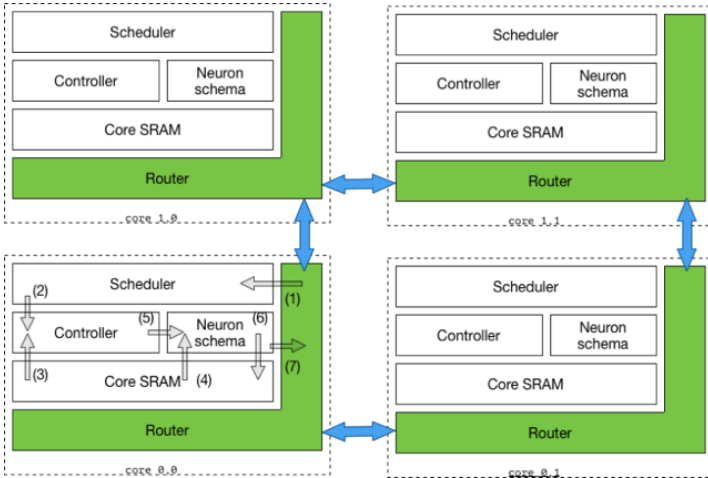 Scheduler
Controller
Neuron
schema
Core SRAM
Router
core 1.0
Scheduler
Controller
Neuron
schema
Core SRAM
Router
core 1.1
Scheduler
(1)
(2)
Controller
(5)
Neuron
schema
(6)
(3)
Core SRAM
(4)
(7)
Router
core 0.0
Scheduler
Controller
Neuron
schema
Core SRAM
Router
core 0.1